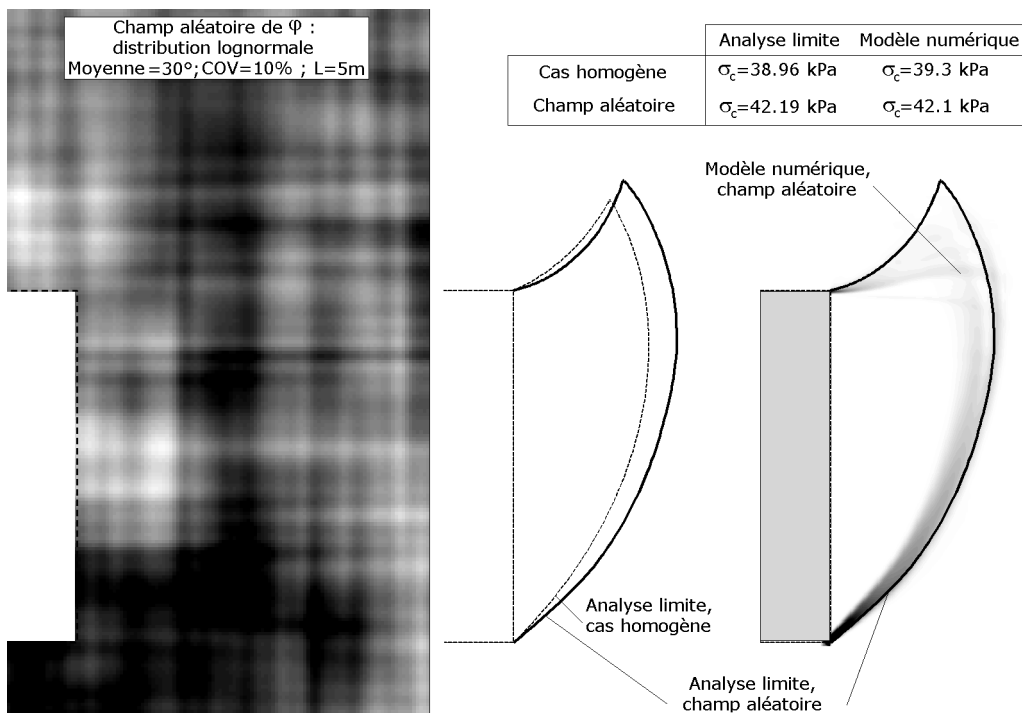 Champ aléatoire de φ :
distribution lognormale
Moyenne=30°;COV=10% ; L=5m
Analyse limite Modèle numérique
Cas homogène σc=38.96 kPa σc=39.3 kPa
Champ aléatoire σc=42.19 kPa σc=42.1 kPa
Modèle numérique,
champ aléatoire
Analyse limite,
cas homogène
Analyse limite,
champ aléatoire